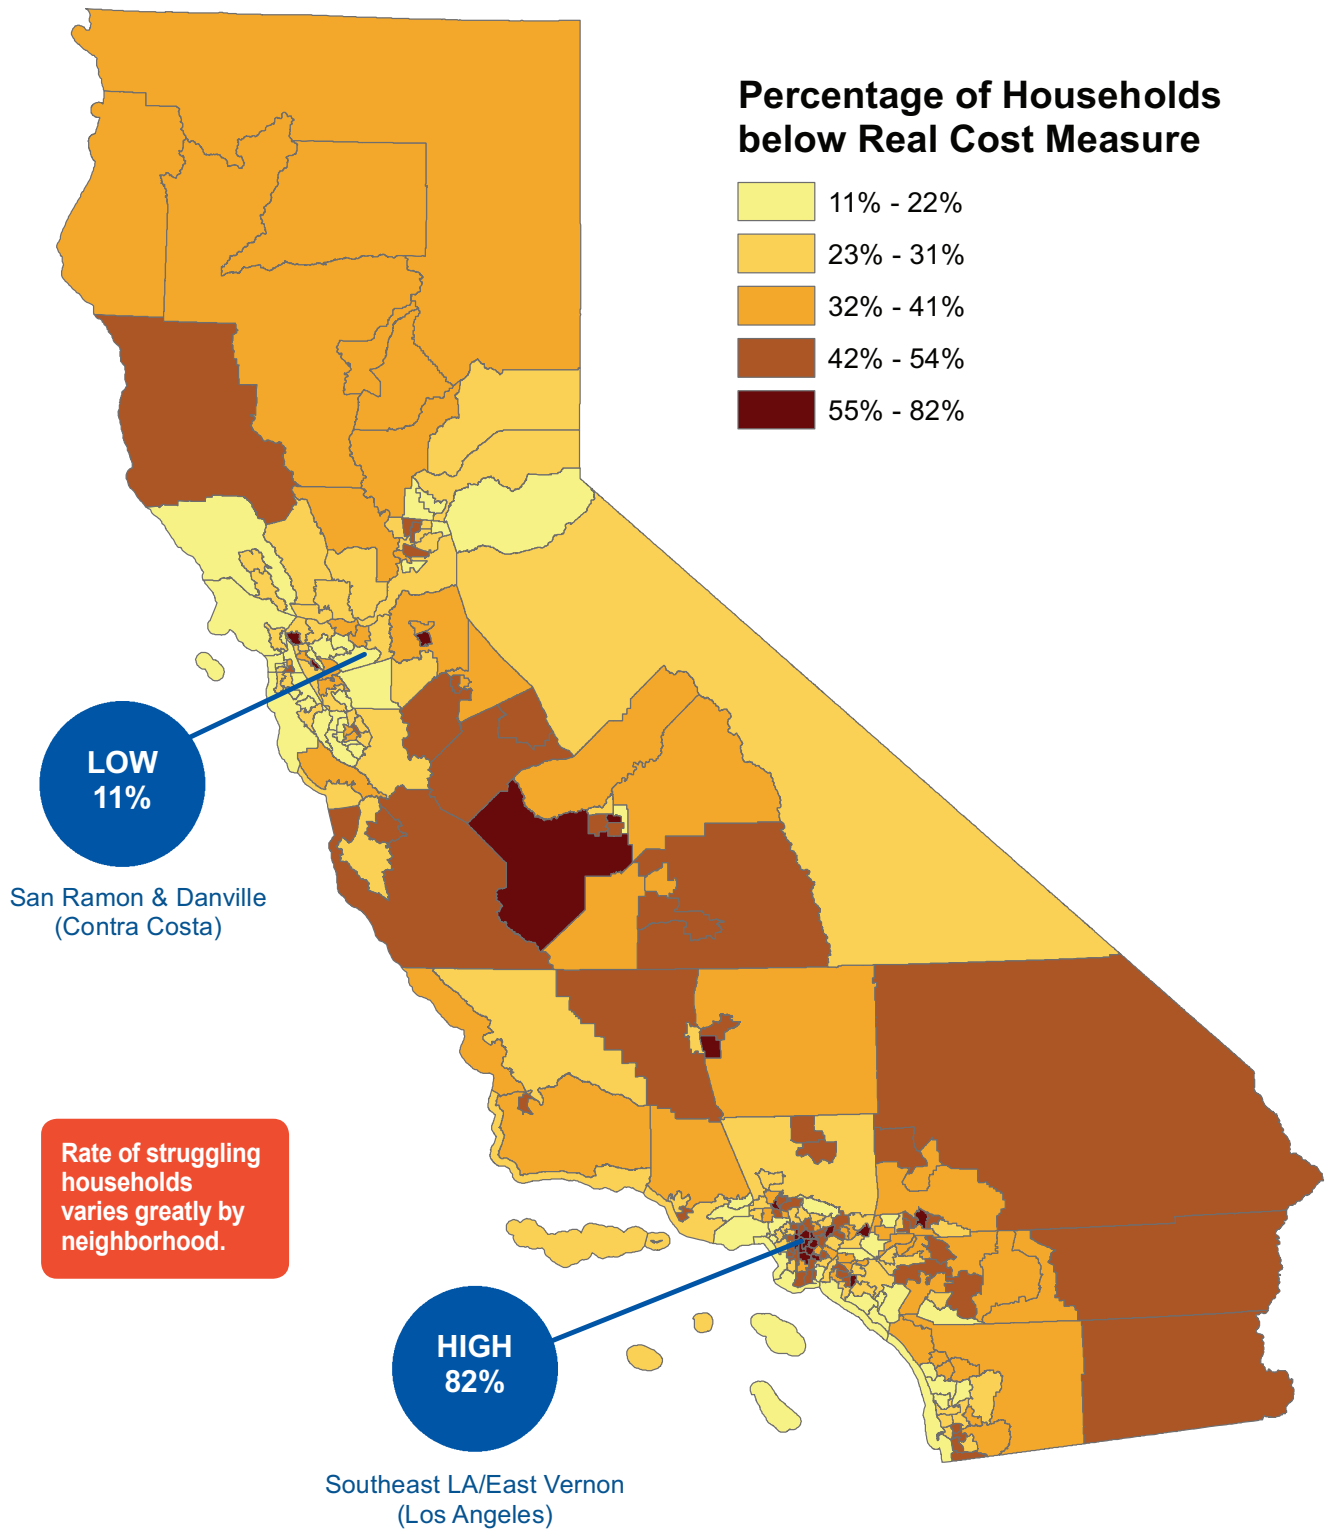 Percentage of Households
below Real Cost Measure
11% - 22%
23% - 31%
32% - 41%
42% - 54%
55% - 82%
LOW
11%
San Ramon & Danville
(Contra Costa)
Rate of struggling
households
varies greatly by
neighborhood.
HIGH
82%
Southeast LA/East Vernon
(Los Angeles)